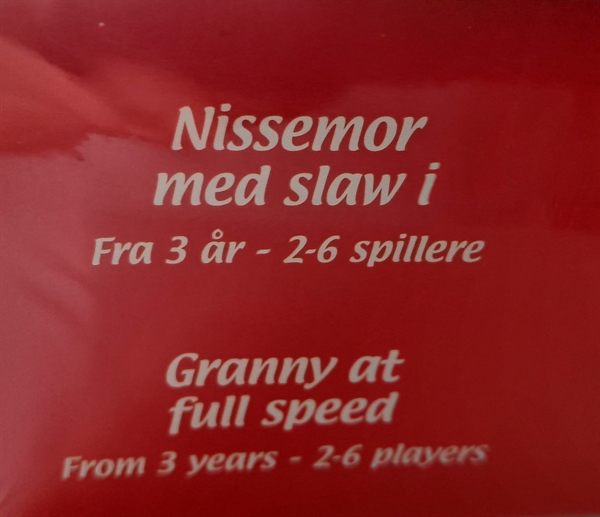 Nissemor
med slaw i
Fra 3 år - 2-6 spillere
Granny at
full speed
From 3 years - 2-6 players